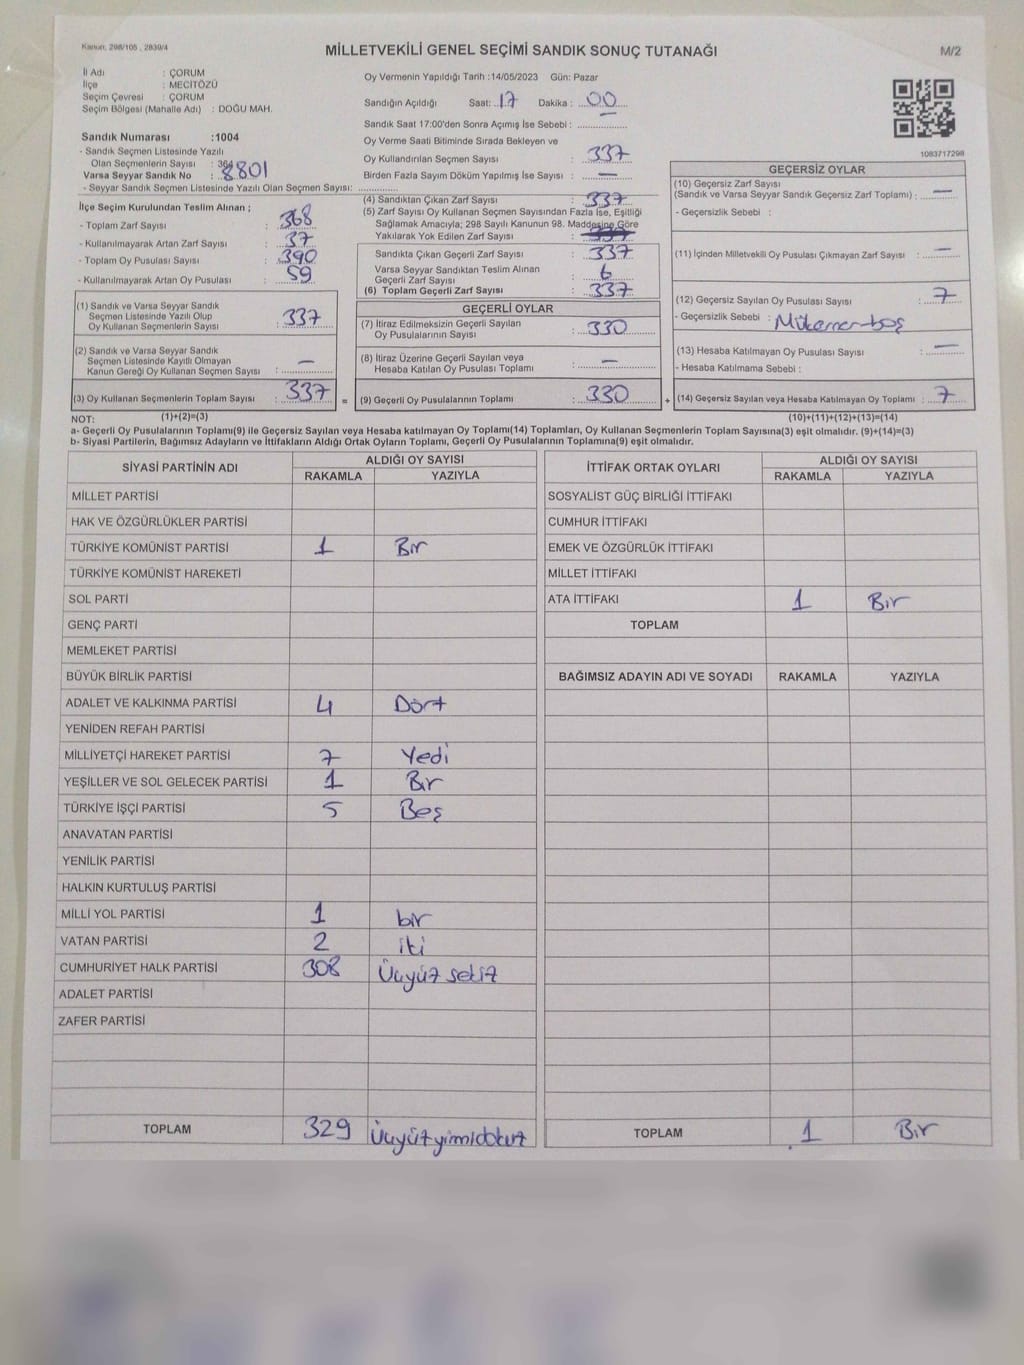 Kanun, 298/105 , 2839/4
MİLLETVEKİLİ GENEL SEÇİMİ SANDIK SONUÇ TUTANAĞI
M/2
İl Adı : ÇORUM
İlçe : MECİTÖZÜ
Seçim Çevresi : ÇORUM
Seçim Bölgesi (Mahalle Adı) : DOĞU MAH.
Sandık Numarası :1004
- Sandık Seçmen Listesinde Yazılı
Olan Seçmenlerin Sayısı : 364
Varsa Seyyar Sandık No : 8801
- Seyyar Sandık Seçmen Listesinde Yazılı Olan Seçmen Sayısı:
İlçe Seçim Kurulundan Teslim Alınan ;
- Toplam Zarf Sayısı : 368
- Kullanılmayarak Artan Zarf Sayısı : 37
- Toplam Oy Pusulası Sayısı : 390
- Kullanılmayarak Artan Oy Pusulası : 59
(1) Sandık ve Varsa Seyyar Sandık
Seçmen Listesinde Yazılı Olup
Oy Kullanan Seçmenlerin Sayısı : 337
(2) Sandık ve Varsa Seyyar Sandık
Seçmen Listesinde Kayıtlı Olmayan
Kanun Gereği Oy Kullanan Seçmen Sayısı : —
(3) Oy Kullanan Seçmenlerin Toplam Sayısı : 337 =
Oy Vermenin Yapıldığı Tarih :14/05/2023 Gün: Pazar
Sandığın Açıldığı Saat: 17 Dakika : 00
Sandık Saat 17:00'den Sonra Açımış İse Sebebi :
Oy Verme Saati Bitiminde Sırada Bekleyen ve
Oy Kullandırılan Seçmen Sayısı : 337
Birden Fazla Sayım Döküm Yapılmış İse Sayısı : —
(4) Sandıktan Çıkan Zarf Sayısı : 337
(5) Zarf Sayısı Oy Kullanan Seçmen Sayısından Fazla İse, Eşitliği
Sağlamak Amacıyla; 298 Sayılı Kanunun 98. Maddesine Göre
Yakılarak Yok Edilen Zarf Sayısı :
Sandıkta Çıkan Geçerli Zarf Sayısı : 337
Varsa Seyyar Sandıktan Teslim Alınan
Geçerli Zarf Sayısı : 6
(6) Toplam Geçerli Zarf Sayısı : 337
GEÇERLİ OYLAR
(7) İtiraz Edilmeksizin Geçerli Sayılan
Oy Pusulalarının Sayısı : 330
(8) İtiraz Üzerine Geçerli Sayılan veya
Hesaba Katılan Oy Pusulası Toplamı : —
(9) Geçerli Oy Pusulalarının Toplamı : 330 +
1083717298
GEÇERSİZ OYLAR
(10) Geçersiz Zarf Sayısı
(Sandık ve Varsa Seyyar Sandık Geçersiz Zarf Toplamı) : —
- Geçersizlik Sebebi :
(11) İçinden Milletvekili Oy Pusulası Çıkmayan Zarf Sayısı : —
(12) Geçersiz Sayılan Oy Pusulası Sayısı : 7
- Geçersizlik Sebebi :
(13) Hesaba Katılmayan Oy Pusulası Sayısı : —
- Hesaba Katılmama Sebebi :
(14) Geçersiz Sayılan veya Hesaba Katılmayan Oy Toplamı : 7
NOT: (1)+(2)=(3) (10)+(11)+(12)+(13)=(14)
a- Geçerli Oy Pusulalarının Toplamı(9) ile Geçersiz Sayılan veya Hesaba katılmayan Oy Toplamı(14) Toplamları, Oy Kullanan Seçmenlerin Toplam Sayısına(3) eşit olmalıdır. (9)+(14)=(3)
b- Siyasi Partilerin, Bağımsız Adayların ve İttifakların Aldığı Ortak Oyların Toplamı, Geçerli Oy Pusulalarının Toplamına(9) eşit olmalıdır.
SİYASİ PARTİNİN ADI ALDIĞI OY SAYISI
RAKAMLA YAZIYLA
MİLLET PARTİSİ
HAK VE ÖZGÜRLÜKLER PARTİSİ
TÜRKİYE KOMÜNİST PARTİSİ 1 Bir
TÜRKİYE KOMÜNİST HAREKETİ
SOL PARTİ
GENÇ PARTİ
MEMLEKET PARTİSİ
BÜYÜK BİRLİK PARTİSİ
ADALET VE KALKINMA PARTİSİ 4 Dört
YENİDEN REFAH PARTİSİ
MİLLİYETÇİ HAREKET PARTİSİ 7 Yedi
YEŞİLLER VE SOL GELECEK PARTİSİ 1 Bir
TÜRKİYE İŞÇİ PARTİSİ 5 Beş
ANAVATAN PARTİSİ
YENİLİK PARTİSİ
HALKIN KURTULUŞ PARTİSİ
MİLLİ YOL PARTİSİ 1 bir
VATAN PARTİSİ 2 iki
CUMHURİYET HALK PARTİSİ 308 Üçyüz sekiz
ADALET PARTİSİ
ZAFER PARTİSİ
TOPLAM 329 Üçyüzyirmidokuz
İTTİFAK ORTAK OYLARI ALDIĞI OY SAYISI
RAKAMLA YAZIYLA
SOSYALİST GÜÇ BİRLİĞİ İTTİFAKI
CUMHUR İTTİFAKI
EMEK VE ÖZGÜRLÜK İTTİFAKI
MİLLET İTTİFAKI
ATA İTTİFAKI 1 Bir
TOPLAM
BAĞIMSIZ ADAYIN ADI VE SOYADI RAKAMLA YAZIYLA
TOPLAM 1 Bir